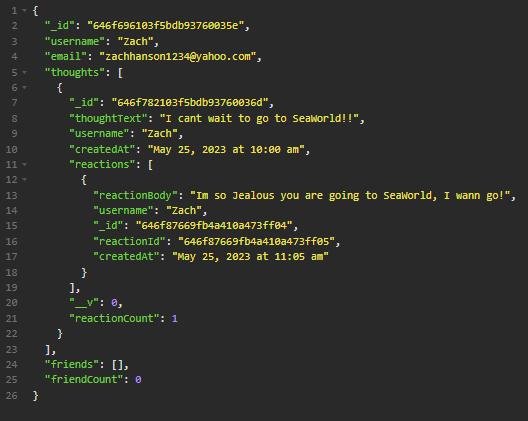 1 {
2 "_id": "646f696103f5bdb93760035e",
3 "username": "Zach",
4 "email": "zachhanson1234@yahoo.com",
5 "thoughts": [
6 {
7 "_id": "646f782103f5bdb93760036d",
8 "thoughtText": "I cant wait to go to SeaWorld!!",
9 "username": "Zach",
10 "createdAt": "May 25, 2023 at 10:00 am",
11 "reactions": [
12 {
13 "reactionBody": "Im so Jealous you are going to SeaWorld, I wann go!",
14 "username": "Zach",
15 "_id": "646f87669fb4a410a473ff04",
16 "reactionId": "646f87669fb4a410a473ff05",
17 "createdAt": "May 25, 2023 at 11:05 am"
18 }
19 ],
20 "__v": 0,
21 "reactionCount": 1
22 }
23 ],
24 "friends": [],
25 "friendCount": 0
26 }